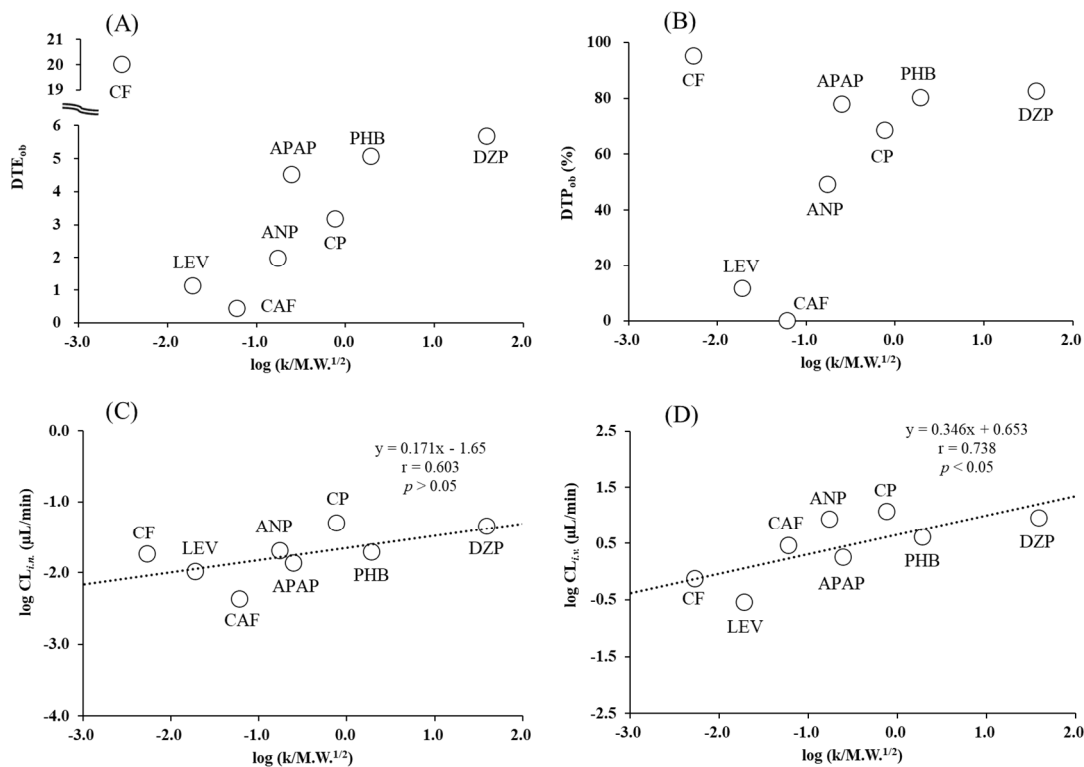 (A)
21
20
19
6
5
4
3
2
1
0
DTEob
CF
APAP
PHB
DZP
ANP
CP
LEV
CAF
-3.0 -2.0 -1.0 0.0 1.0 2.0
log (k/M.W.1/2)
(B)
100
80
60
40
20
0
DTPob (%)
CF
APAP
PHB
DZP
CP
ANP
LEV
CAF
-3.0 -2.0 -1.0 0.0 1.0 2.0
log (k/M.W.1/2)
(C)
0.0
-1.0
-2.0
-3.0
-4.0
log CLi.n. (μL/min)
y = 0.171x - 1.65
r = 0.603
p > 0.05
CF
LEV
ANP
CP
CAF
APAP
PHB
DZP
-3.0 -2.0 -1.0 0.0 1.0 2.0
log (k/M.W.1/2)
(D)
2.5
1.5
0.5
-0.5
-1.5
-2.5
log CLi.v. (μL/min)
y = 0.346x + 0.653
r = 0.738
p < 0.05
ANP
CP
CAF
CF
LEV
APAP
PHB
DZP
-3.0 -2.0 -1.0 0.0 1.0 2.0
log (k/M.W.1/2)